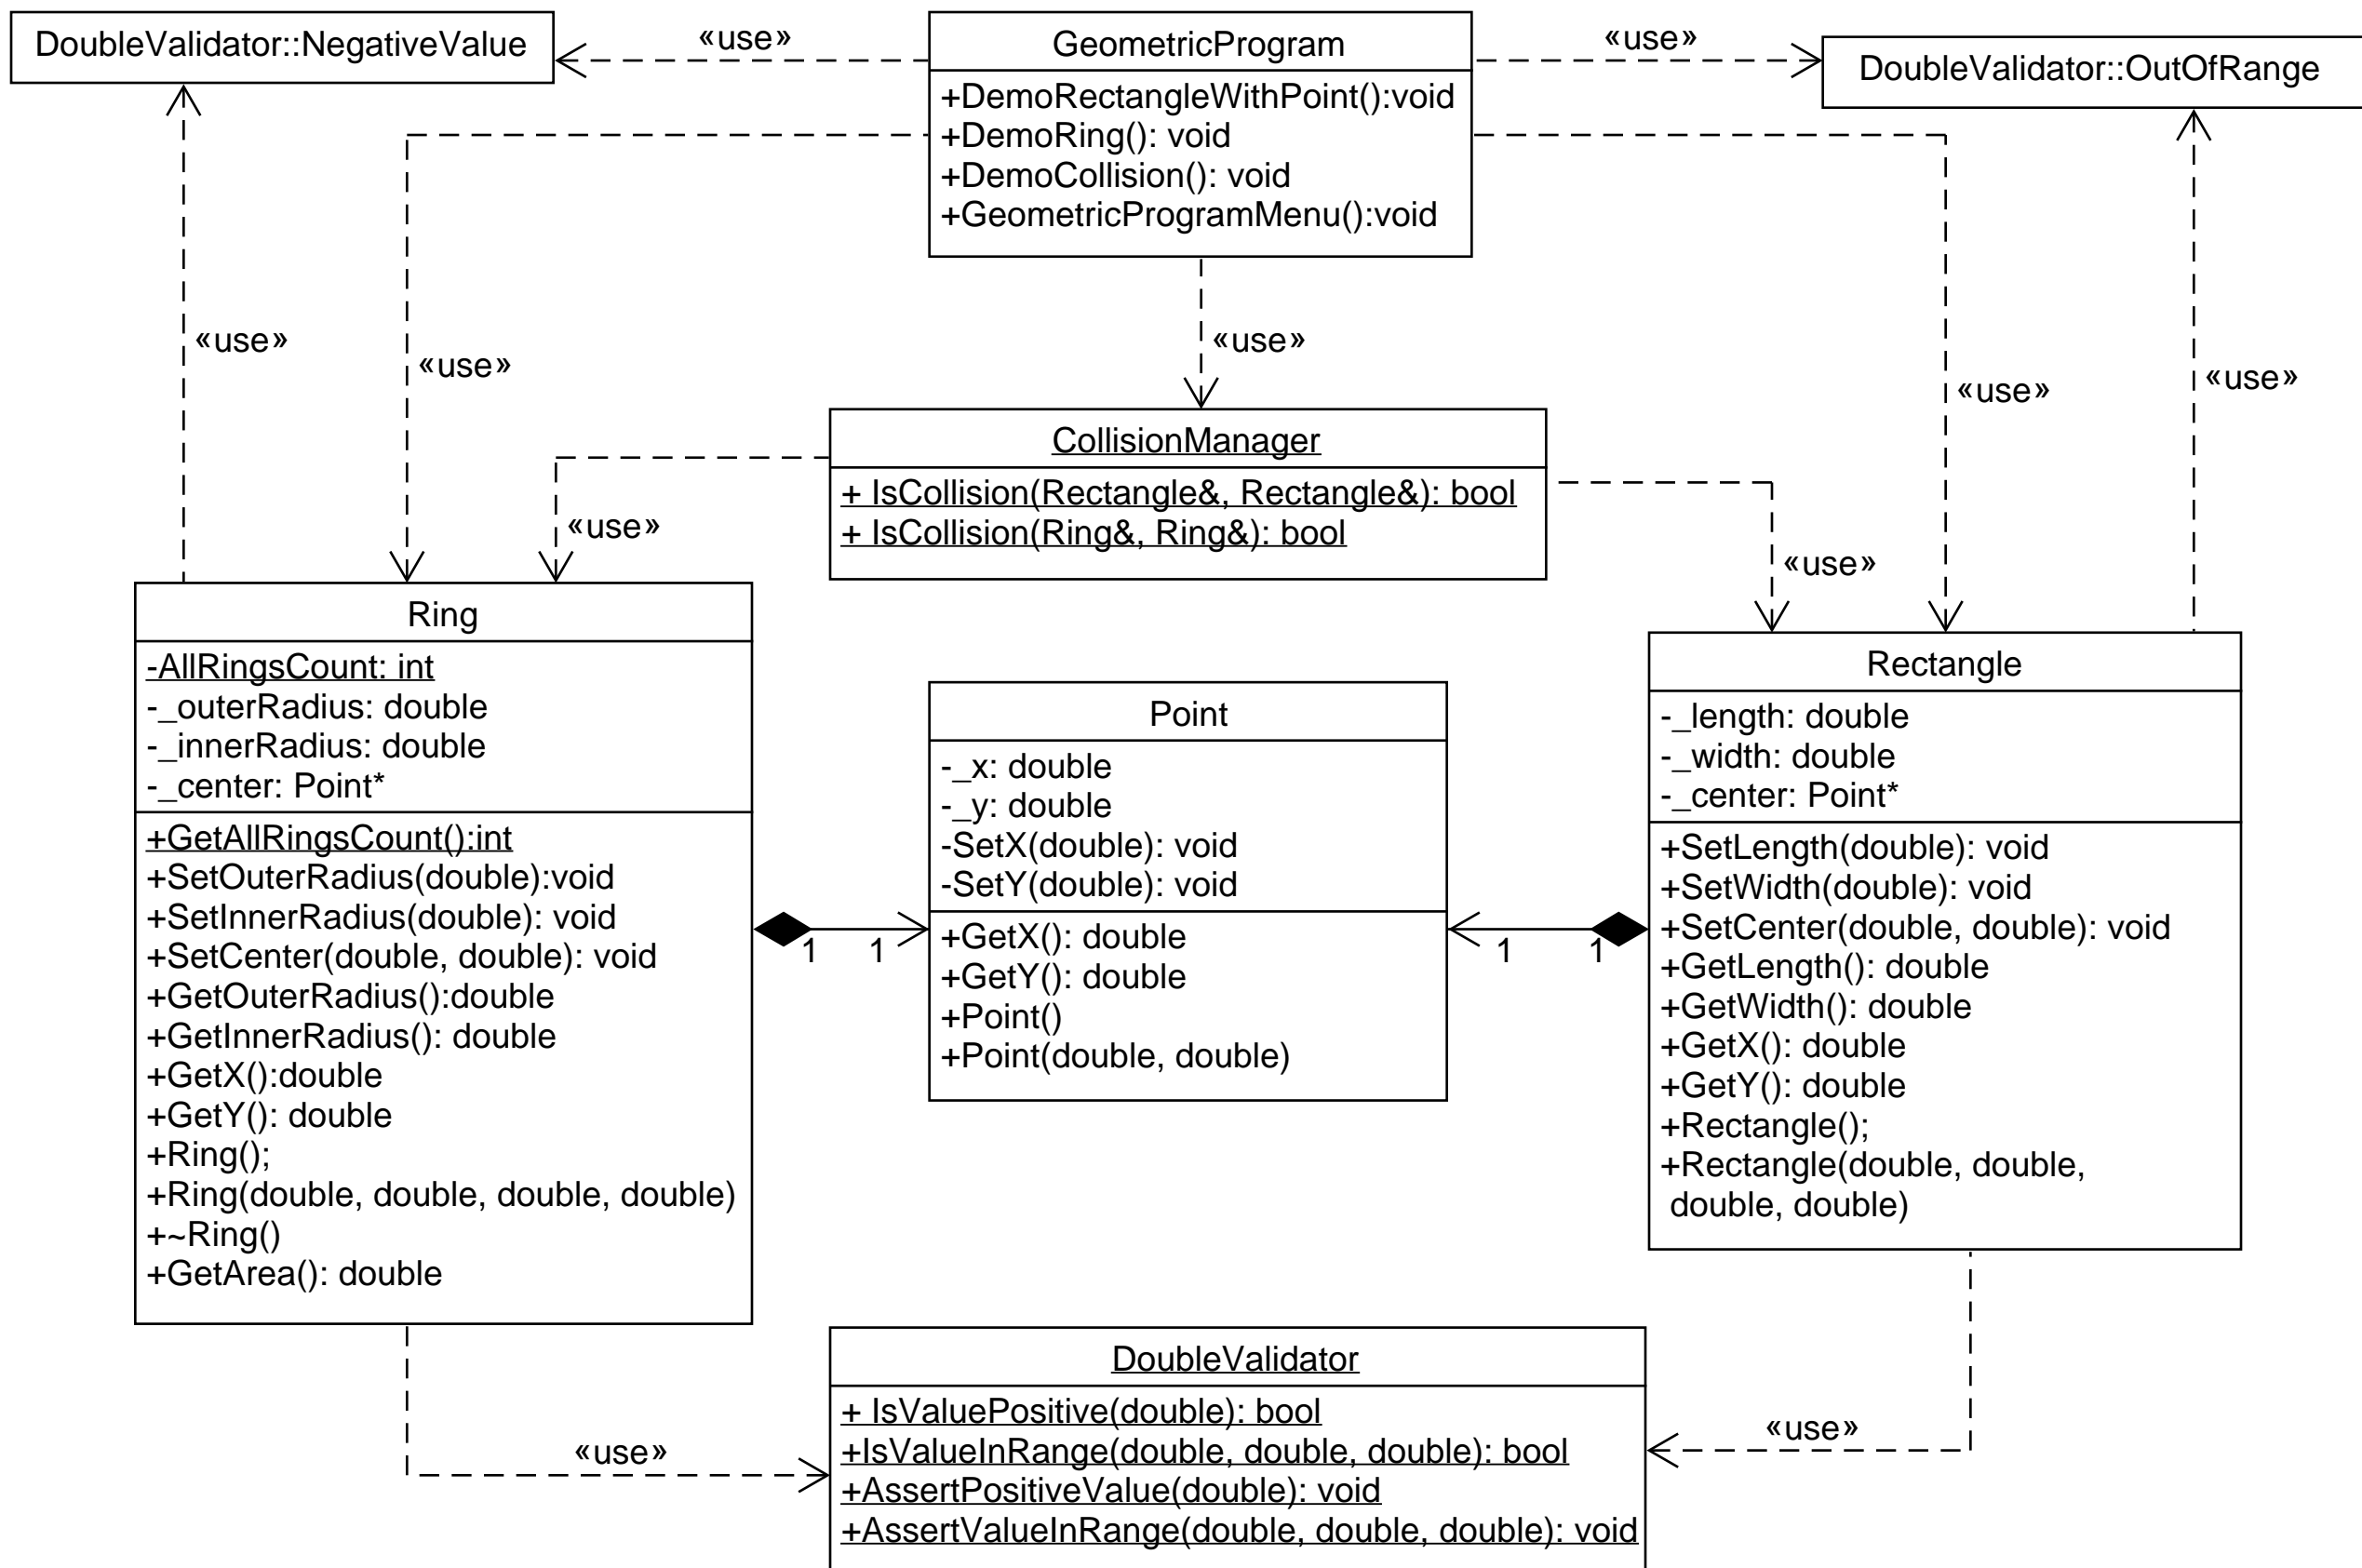 DoubleValidator::NegativeValue
«use»
GeometricProgram
+DemoRectangleWithPoint():void
+DemoRing(): void
+DemoCollision(): void
+GeometricProgramMenu():void
«use»
DoubleValidator::OutOfRange
«use»
«use»
«use»
«use»
«use»
CollisionManager
+ IsCollision(Rectangle&, Rectangle&): bool
+ IsCollision(Ring&, Ring&): bool
«use»
«use»
Ring
-AllRingsCount: int
-_outerRadius: double
-_innerRadius: double
-_center: Point*
+GetAllRingsCount():int
+SetOuterRadius(double):void
+SetInnerRadius(double): void
+SetCenter(double, double): void
+GetOuterRadius():double
+GetInnerRadius(): double
+GetX():double
+GetY(): double
+Ring();
+Ring(double, double, double, double)
+~Ring()
+GetArea(): double
1
1
Point
-_x: double
-_y: double
-SetX(double): void
-SetY(double): void
+GetX(): double
+GetY(): double
+Point()
+Point(double, double)
1
1
Rectangle
-_length: double
-_width: double
-_center: Point*
+SetLength(double): void
+SetWidth(double): void
+SetCenter(double, double): void
+GetLength(): double
+GetWidth(): double
+GetX(): double
+GetY(): double
+Rectangle();
+Rectangle(double, double,
double, double)
«use»
DoubleValidator
+ IsValuePositive(double): bool
+IsValueInRange(double, double, double): bool
+AssertPositiveValue(double): void
+AssertValueInRange(double, double, double): void
«use»